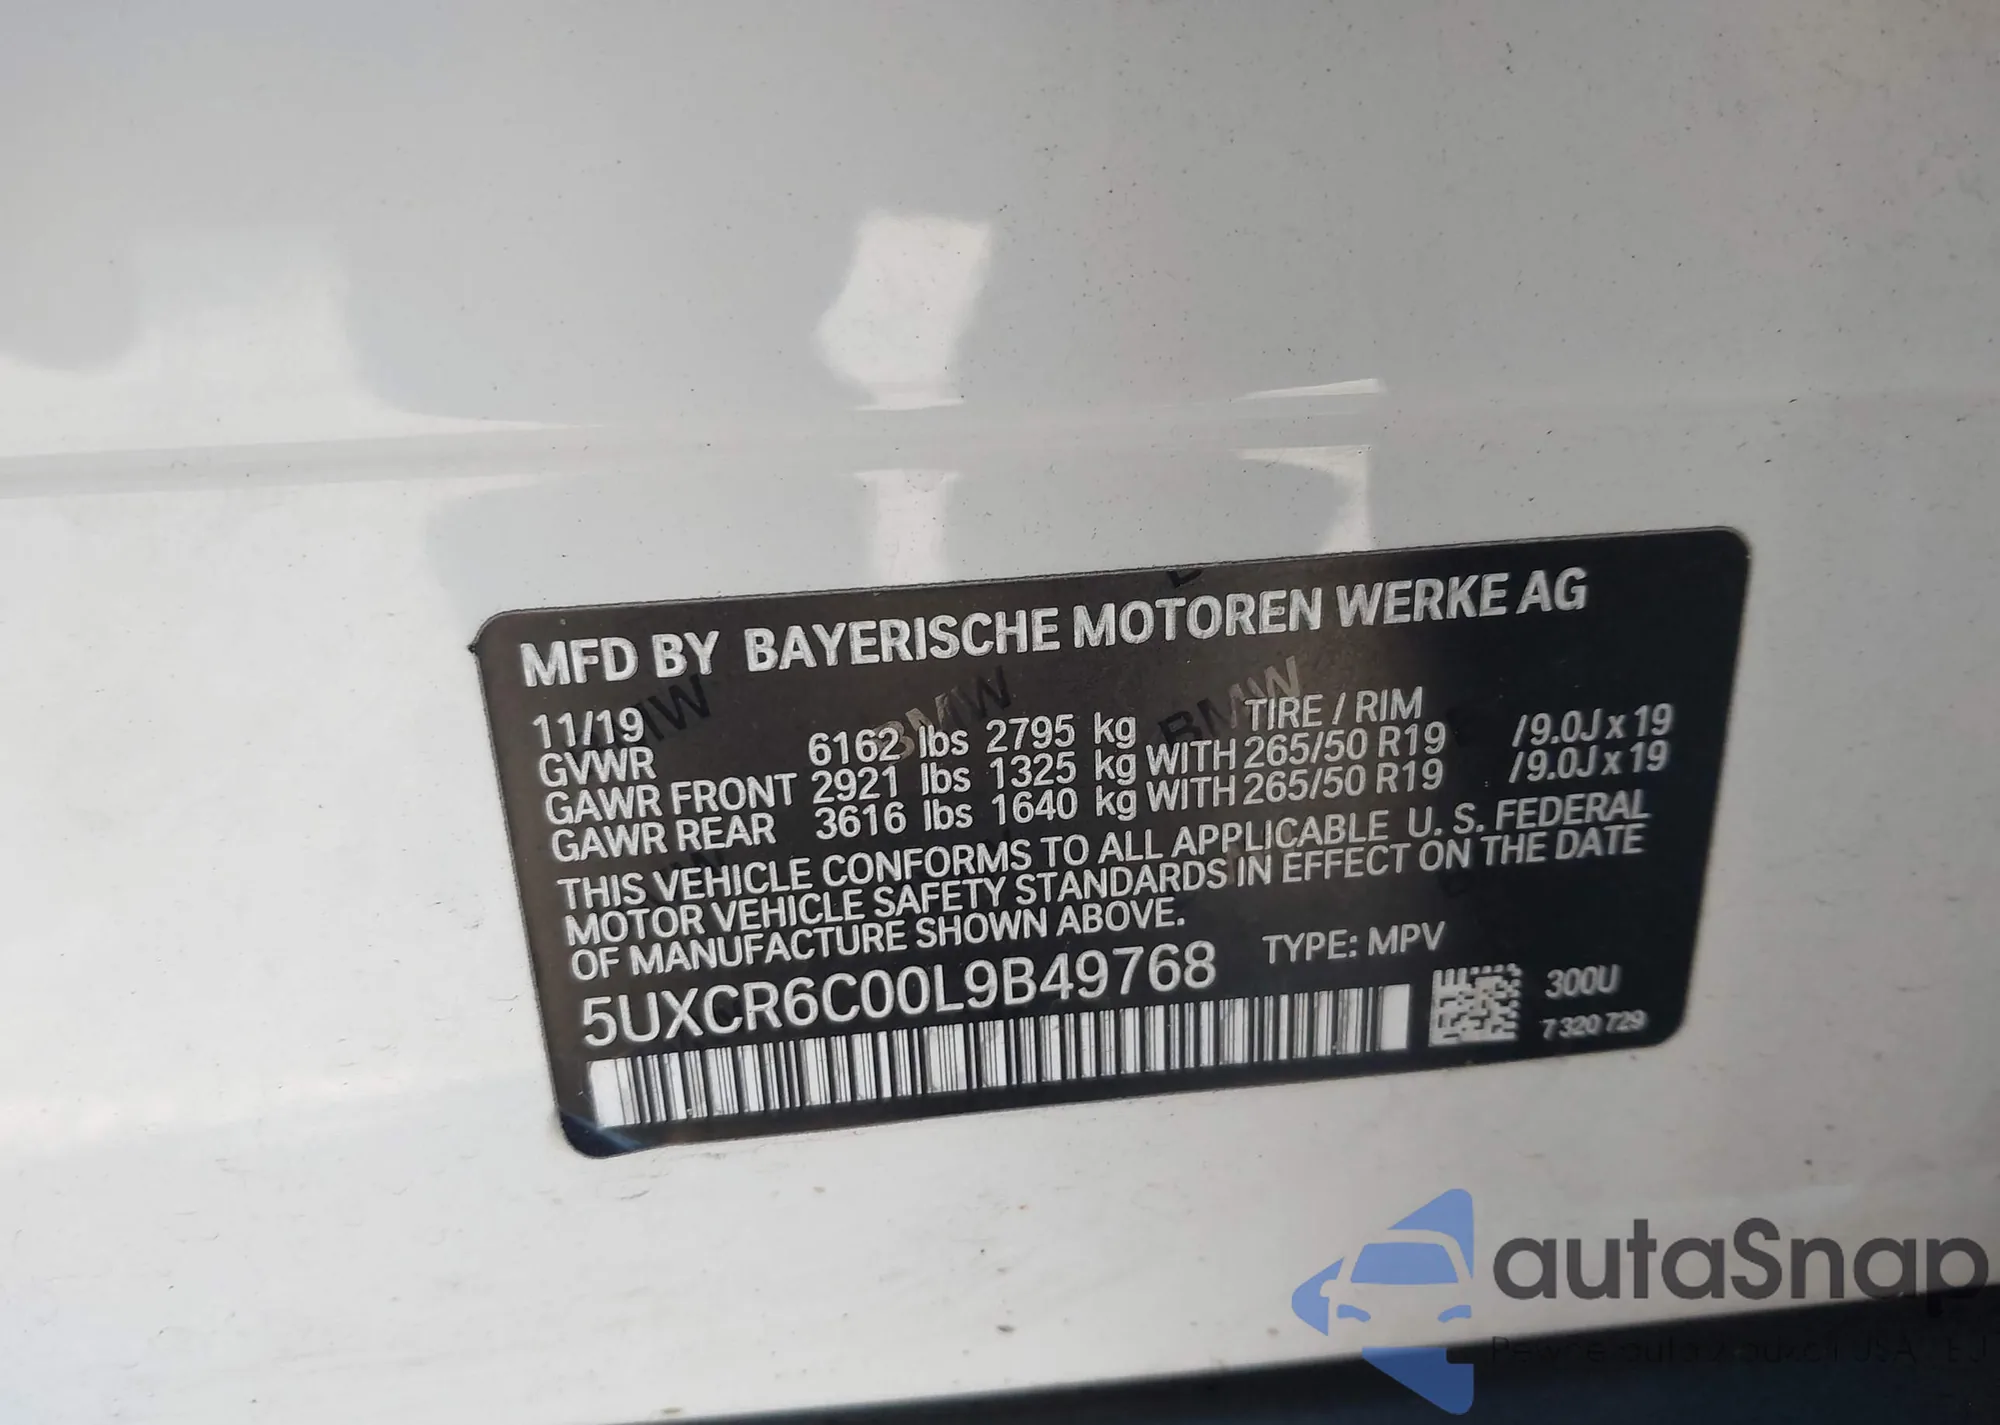 MFD BY BAYERISCHE MOTOREN WERKE AG
11/19 TIRE / RIM
GVWR 6162 lbs 2795 kg
GAWR FRONT 2921 lbs 1325 kg WITH 265/50 R19 /9.0J x 19
GAWR REAR 3616 lbs 1640 kg WITH 265/50 R19 /9.0J x 19
THIS VEHICLE CONFORMS TO ALL APPLICABLE U. S. FEDERAL
MOTOR VEHICLE SAFETY STANDARDS IN EFFECT ON THE DATE
OF MANUFACTURE SHOWN ABOVE.
5UXCR6C00L9B49768 TYPE: MPV
300U
7 320 729
BMW
BMW
autaSnap